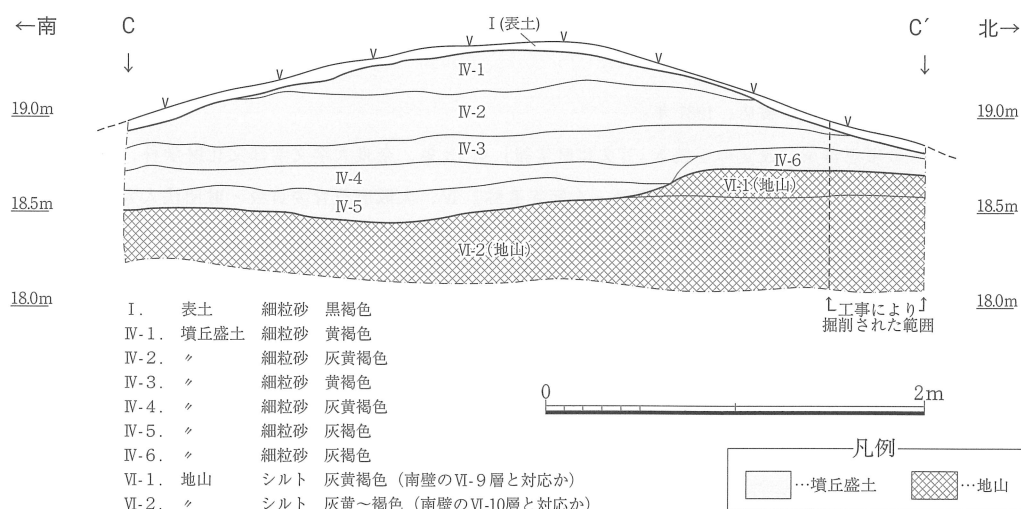 ←南
C
I (表土)
C′
北→
19.0m
19.0m
Ⅳ-1
Ⅳ-2
Ⅳ-3
Ⅳ-6
Ⅳ-4
Ⅵ-1(地山)
18.5m
18.5m
Ⅳ-5
Ⅵ-2(地山)
18.0m
18.0m
工事により
掘削された範囲
I. 表土 細粒砂 黒褐色
Ⅳ-1. 墳丘盛土 細粒砂 黄褐色
Ⅳ-2. 〃 細粒砂 灰黄褐色
Ⅳ-3. 〃 細粒砂 黄褐色
Ⅳ-4. 〃 細粒砂 灰黄褐色
Ⅳ-5. 〃 細粒砂 灰褐色
Ⅳ-6. 〃 細粒砂 灰褐色
Ⅵ-1. 地山 シルト 灰黄褐色 (南壁のⅥ-9層と対応か)
Ⅵ-2. 〃 シルト 灰黄～褐色 (南壁のⅥ-10層と対応か)
0 2m
凡例
…墳丘盛土 …地山